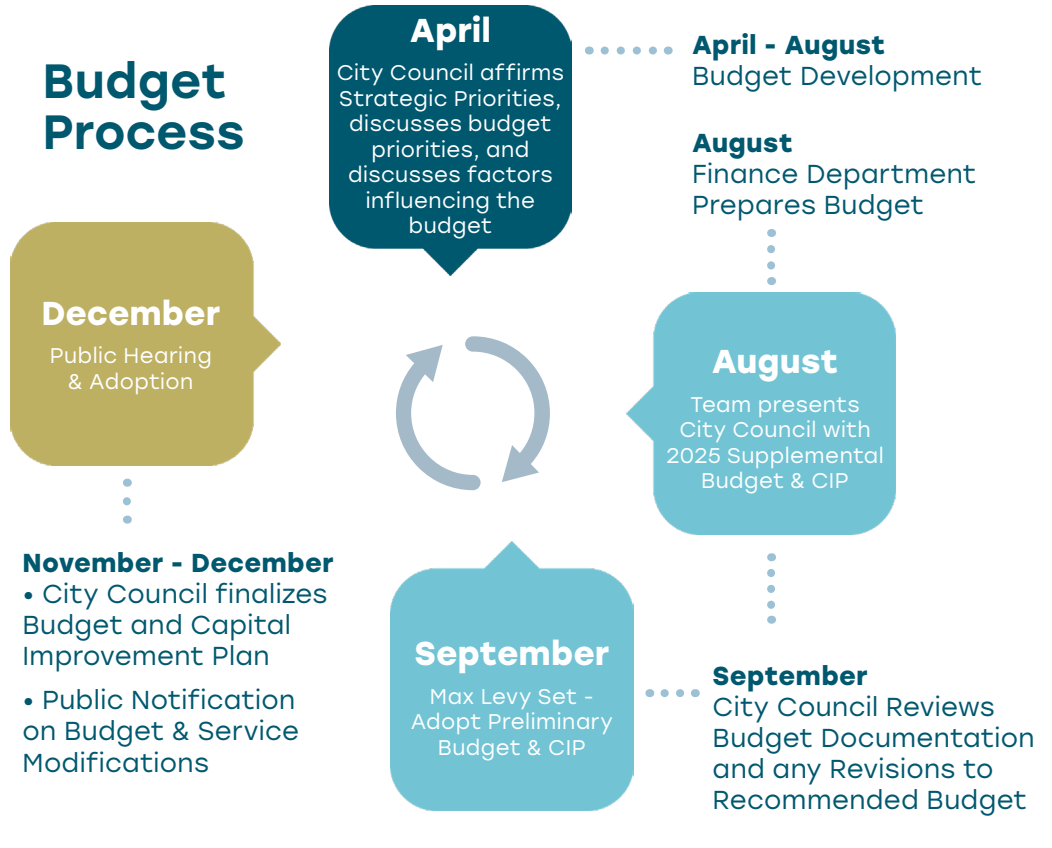 Budget
Process
April
City Council affirms
Strategic Priorities,
discusses budget
priorities, and
discusses factors
influencing the
budget
April - August
Budget Development
August
Finance Department
Prepares Budget
August
Team presents
City Council with
2025 Supplemental
Budget & CIP
September
City Council Reviews
Budget Documentation
and any Revisions to
Recommended Budget
September
Max Levy Set -
Adopt Preliminary
Budget & CIP
November - December
• City Council finalizes
Budget and Capital
Improvement Plan
• Public Notification
on Budget & Service
Modifications
December
Public Hearing
& Adoption